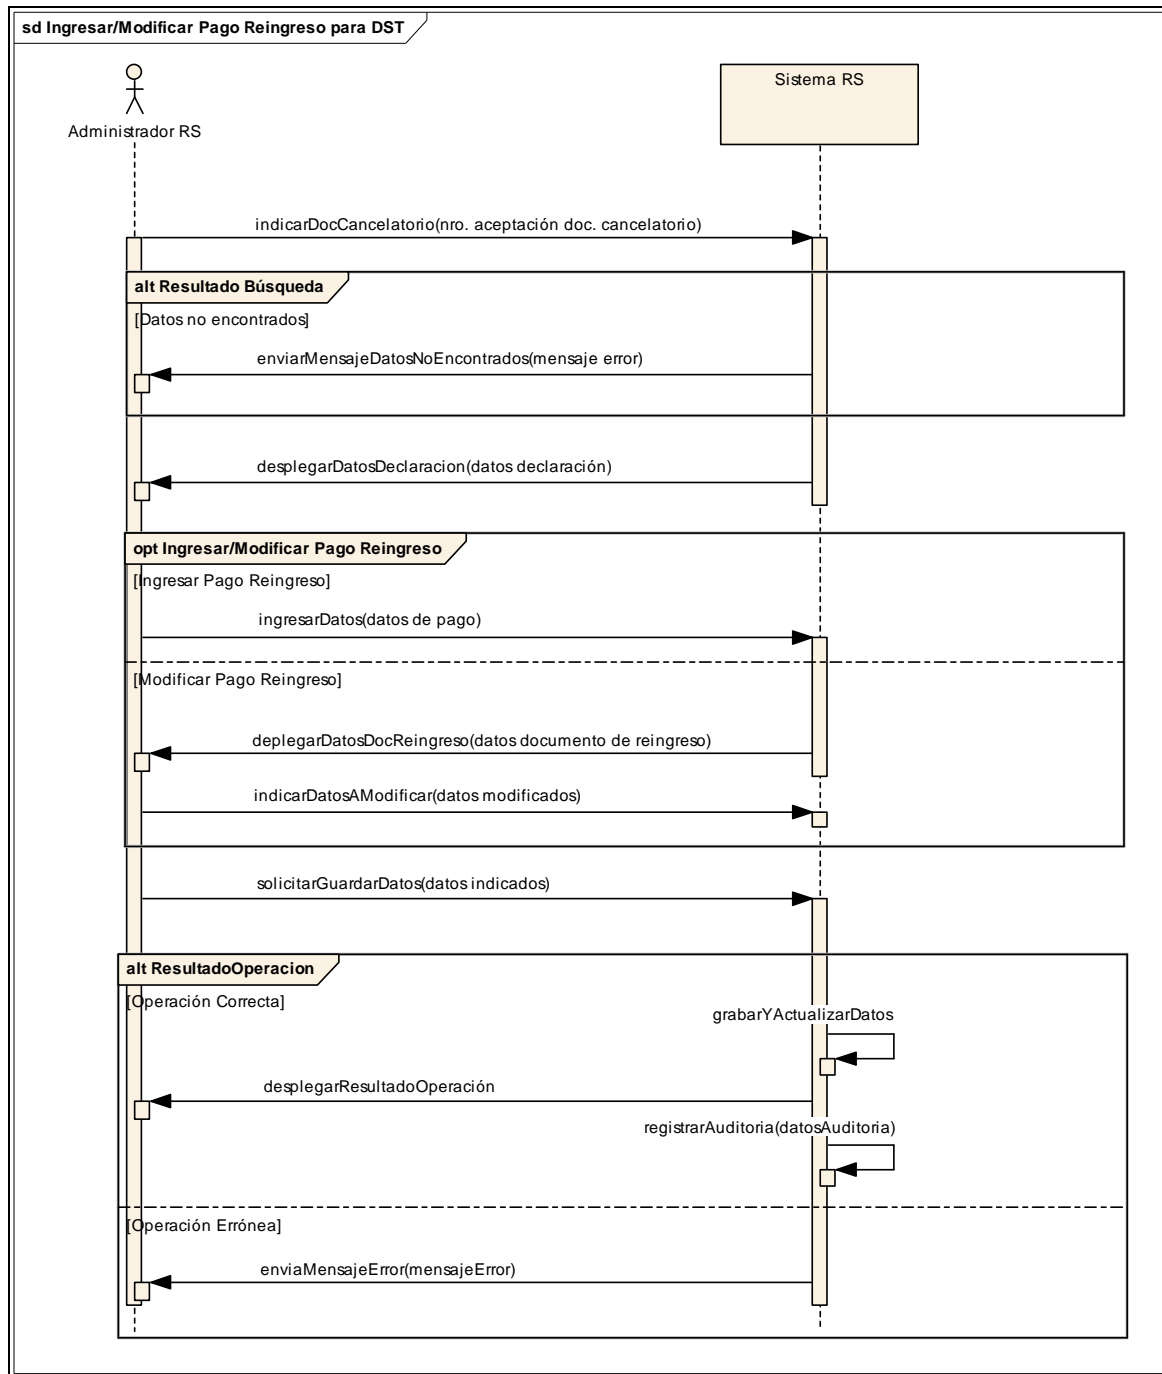 sd Ingresar/Modificar Pago Reingreso para DST
Sistema RS
Administrador RS
indicarDocCancelatorio(nro. aceptación doc. cancelatorio)
alt Resultado Búsqueda
[Datos no encontrados]
enviarMensajeDatosNoEncontrados(mensaje error)
desplegarDatosDeclaracion(datos declaración)
opt Ingresar/Modificar Pago Reingreso
[Ingresar Pago Reingreso]
ingresarDatos(datos de pago)
[Modificar Pago Reingreso]
deplegarDatosDocReingreso(datos documento de reingreso)
indicarDatosAModificar(datos modificados)
solicitarGuardarDatos(datos indicados)
alt ResultadoOperacion
[Operación Correcta]
grabarYActualizarDatos
desplegarResultadoOperación
registrarAuditoria(datosAuditoria)
[Operación Errónea]
enviaMensajeError(mensajeError)